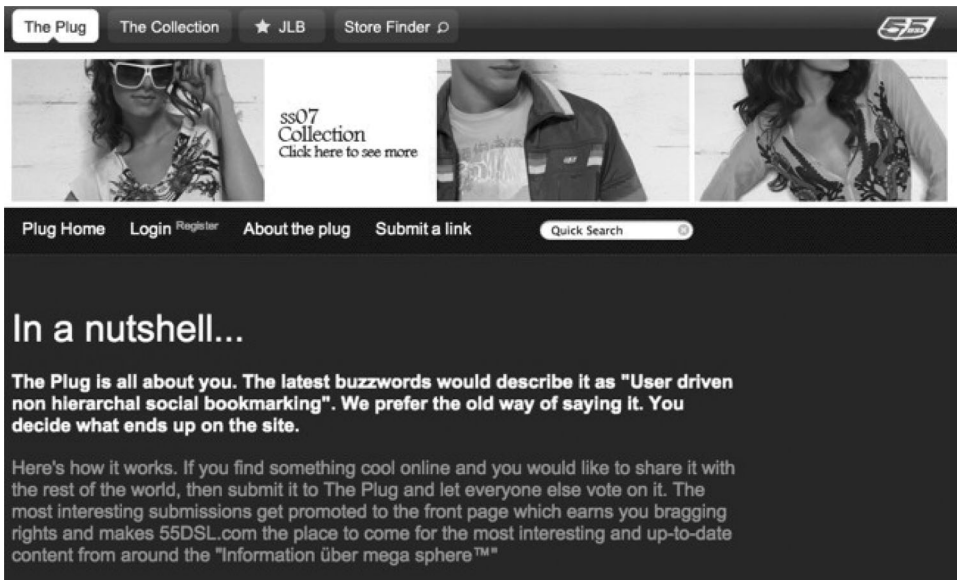 The Plug The Collection ★ JLB Store Finder
55 DSL
ss07
Collection
Click here to see more
Plug Home Login Register About the plug Submit a link Quick Search
In a nutshell...
The Plug is all about you. The latest buzzwords would describe it as "User driven
non hierarchal social bookmarking". We prefer the old way of saying it. You
decide what ends up on the site.
Here's how it works. If you find something cool online and you would like to share it with
the rest of the world, then submit it to The Plug and let everyone else vote on it. The
most interesting submissions get promoted to the front page which earns you bragging
rights and makes 55DSL.com the place to come for the most interesting and up-to-date
content from around the "Information über mega sphere™"